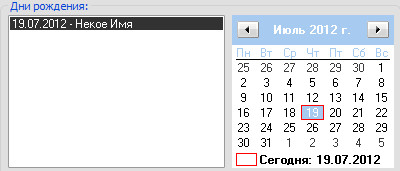 Дни рождения:
19.07.2012 - Некое Имя
Июль 2012 г.
Пн Вт Ср Чт Пт Сб Вс
25 26 27 28 29 30 1
2 3 4 5 6 7 8
9 10 11 12 13 14 15
16 17 18 19 20 21 22
23 24 25 26 27 28 29
30 31 1 2 3 4 5
Сегодня: 19.07.2012